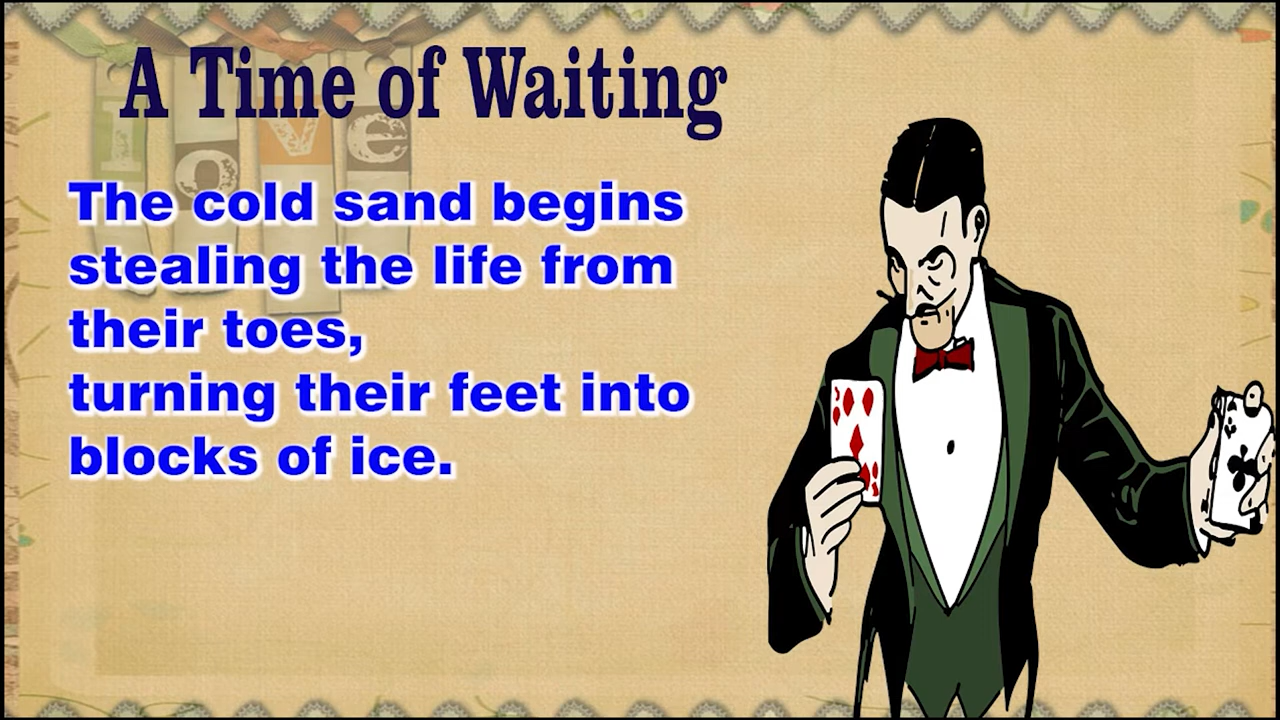 A Time of Waiting
love
The cold sand begins
stealing the life from
their toes,
turning their feet into
blocks of ice.